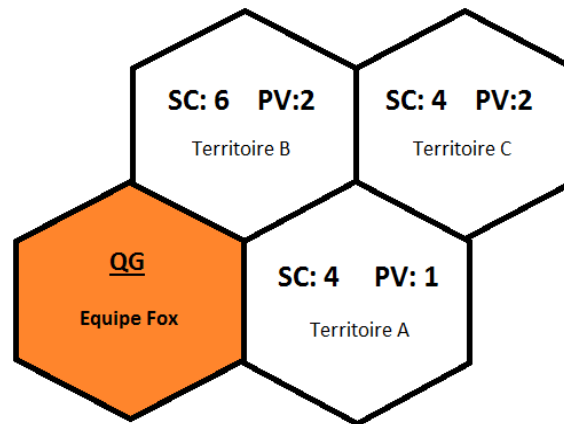 SC: 6 PV:2
Territoire B
SC: 4 PV:2
Territoire C
QG
Equipe Fox
SC: 4 PV: 1
Territoire A